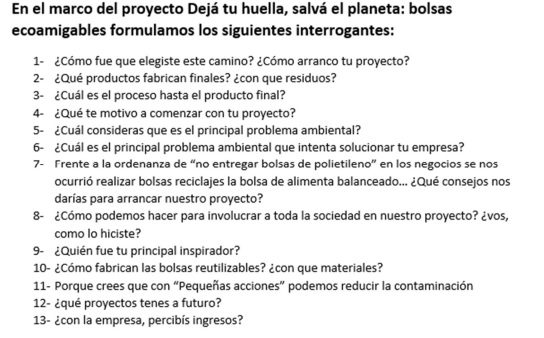 En el marco del proyecto Dejá tu huella, salvá el planeta: bolsas
ecoamigables formulamos los siguientes interrogantes:
1- ¿Cómo fue que elegiste este camino? ¿Cómo arranco tu proyecto?
2- ¿Qué productos fabrican finales? ¿con que residuos?
3- ¿Cuál es el proceso hasta el producto final?
4- ¿Qué te motivo a comenzar con tu proyecto?
5- ¿Cuál consideras que es el principal problema ambiental?
6- ¿Cuál es el principal problema ambiental que intenta solucionar tu empresa?
7- Frente a la ordenanza de “no entregar bolsas de polietileno” en los negocios se nos
ocurrió realizar bolsas reciclajes la bolsa de alimenta balanceado... ¿Qué consejos nos
darías para arrancar nuestro proyecto?
8- ¿Cómo podemos hacer para involucrar a toda la sociedad en nuestro proyecto? ¿vos,
como lo hiciste?
9- ¿Quién fue tu principal inspirador?
10- ¿Cómo fabrican las bolsas reutilizables? ¿con que materiales?
11- Porque crees que con “Pequeñas acciones” podemos reducir la contaminación
12- ¿qué proyectos tenes a futuro?
13- ¿con la empresa, percibís ingresos?